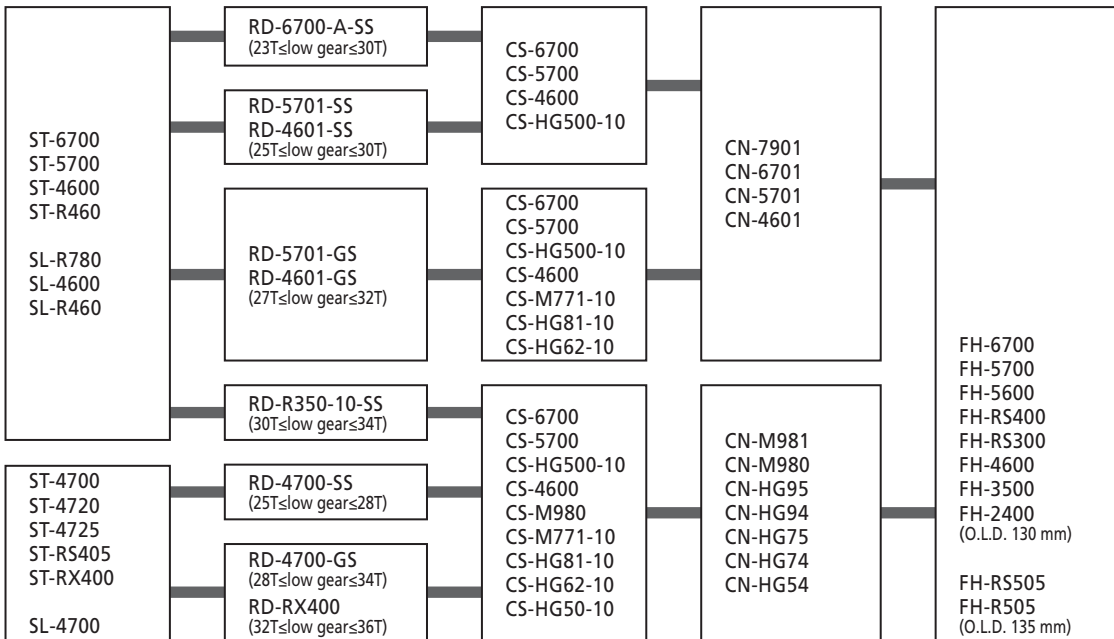 ST-6700
ST-5700
ST-4600
ST-R460
SL-R780
SL-4600
SL-R460
ST-4700
ST-4720
ST-4725
ST-RS405
ST-RX400
SL-4700
RD-6700-A-SS
(23T≤low gear≤30T)
RD-5701-SS
RD-4601-SS
(25T≤low gear≤30T)
RD-5701-GS
RD-4601-GS
(27T≤low gear≤32T)
RD-R350-10-SS
(30T≤low gear≤34T)
RD-4700-SS
(25T≤low gear≤28T)
RD-4700-GS
(28T≤low gear≤34T)
RD-RX400
(32T≤low gear≤36T)
CS-6700
CS-5700
CS-4600
CS-HG500-10
CS-6700
CS-5700
CS-HG500-10
CS-4600
CS-M771-10
CS-HG81-10
CS-HG62-10
CS-6700
CS-5700
CS-HG500-10
CS-4600
CS-M980
CS-M771-10
CS-HG81-10
CS-HG62-10
CS-HG50-10
CN-7901
CN-6701
CN-5701
CN-4601
CN-M981
CN-M980
CN-HG95
CN-HG94
CN-HG75
CN-HG74
CN-HG54
FH-6700
FH-5700
FH-5600
FH-RS400
FH-RS300
FH-4600
FH-3500
FH-2400
(O.L.D. 130 mm)
FH-RS505
FH-R505
(O.L.D. 135 mm)